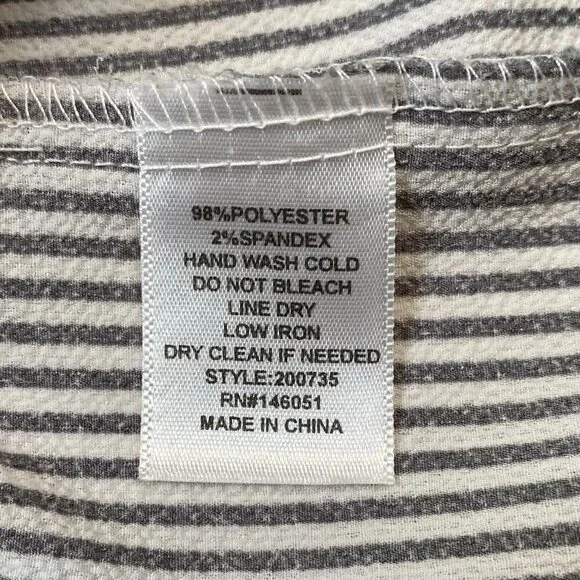 98%POLYESTER
2%SPANDEX
HAND WASH COLD
DO NOT BLEACH
LINE DRY
LOW IRON
DRY CLEAN IF NEEDED
STYLE:200735
RN#146051
MADE IN CHINA